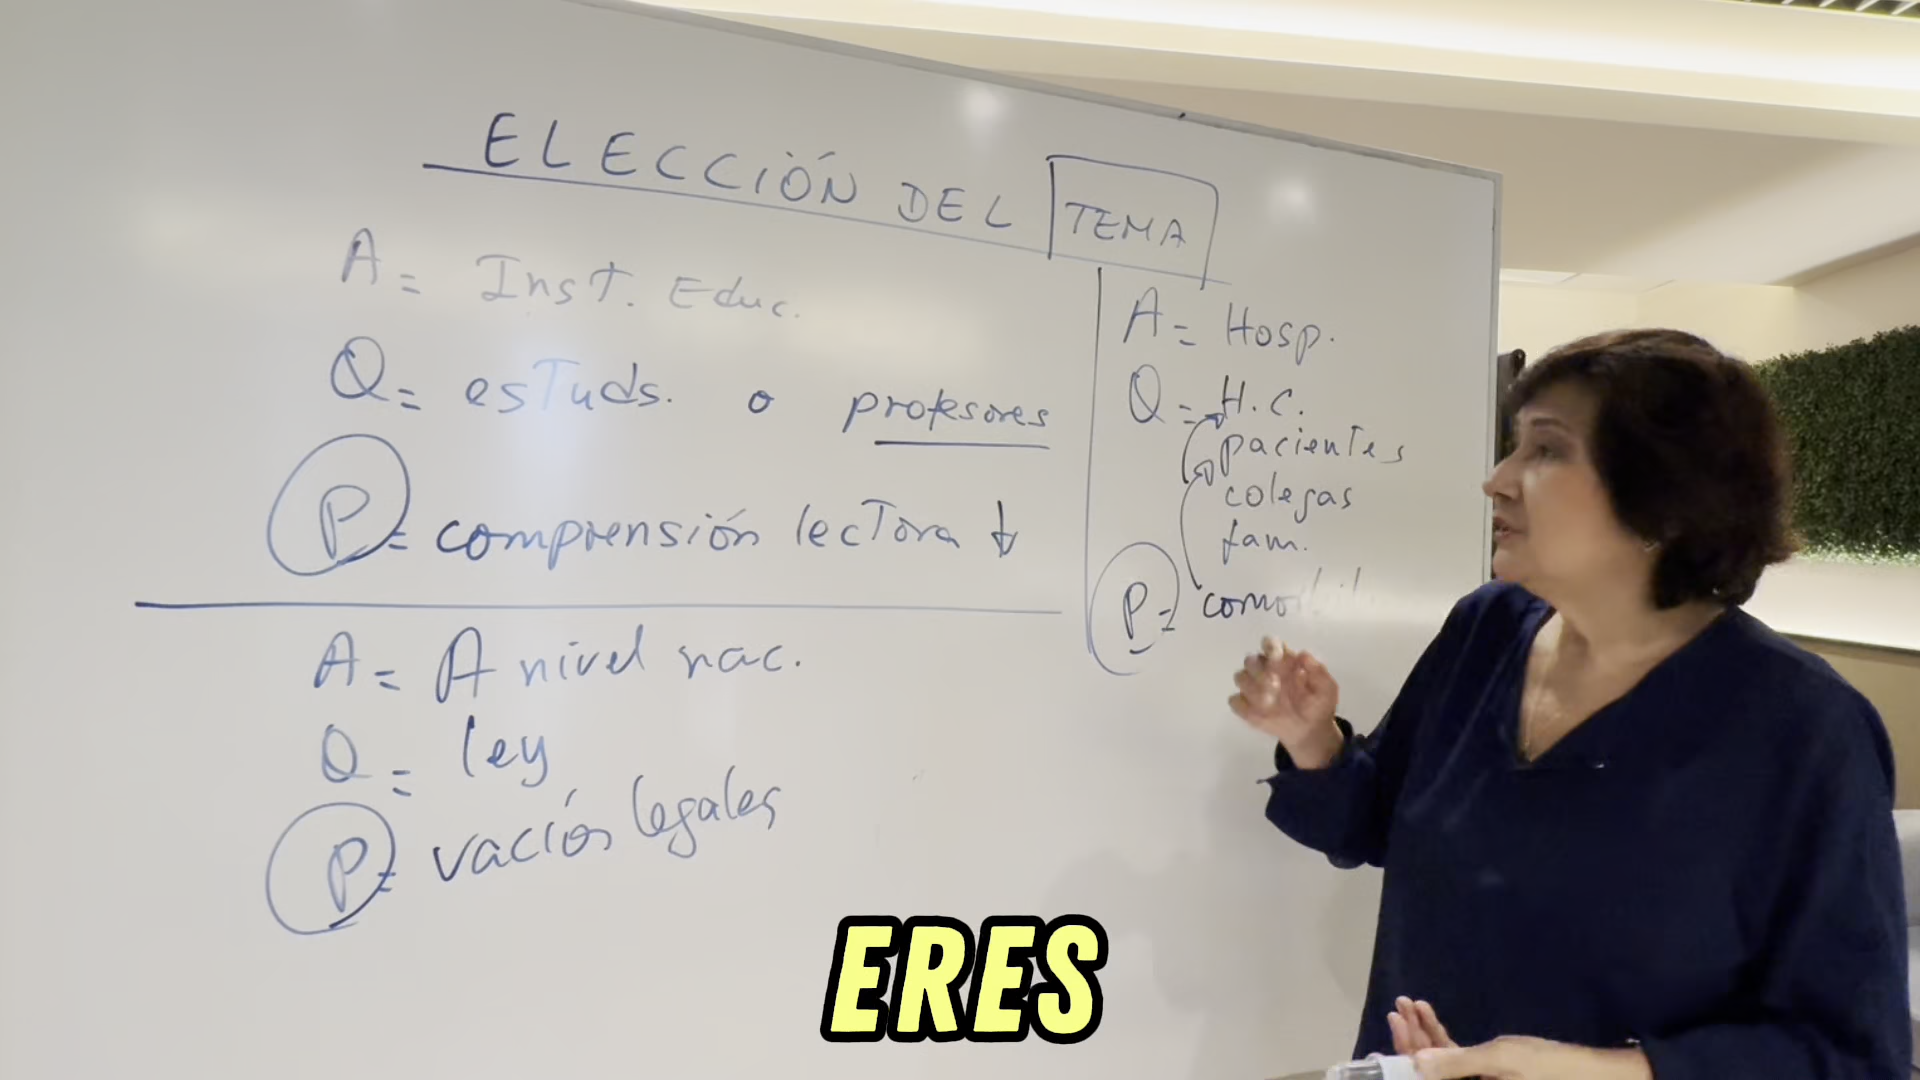 ELECCIÓN DEL TEMA
A = Inst. Educ.
Q = estuds. o profesores
P = comprensión lectora ↓
A = A nivel nac.
Q = ley
P = vacíos legales
A = Hosp.
Q = H.C.
pacientes
colegas
fam.
P =
ERES